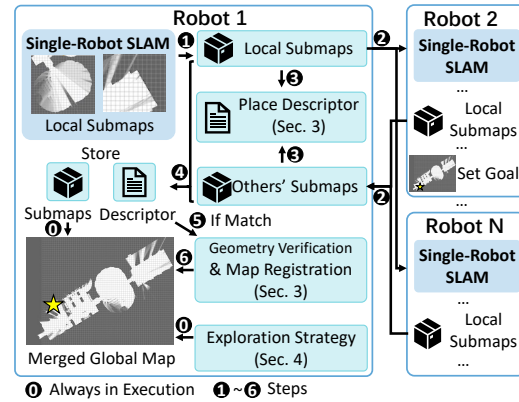 Robot 1
Single-Robot SLAM
Local Submaps
❶
Local Submaps
❷
❸
Place Descriptor
(Sec. 3)
❸
Others' Submaps
❷
Store
❹
Submaps
Descriptor
❺ If Match
⓿
Geometry Verification
& Map Registration
(Sec. 3)
❻
⓿
Exploration Strategy
(Sec. 4)
Merged Global Map
⓿ Always in Execution ❶~❻ Steps
Robot 2
Single-Robot
SLAM
...
Local
Submaps
...
Set Goal
...
Robot N
Single-Robot
SLAM
...
Local
Submaps
...